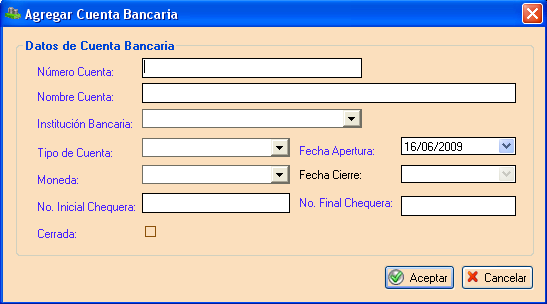 Agregar Cuenta Bancaria
Datos de Cuenta Bancaria
Número Cuenta:
Nombre Cuenta:
Institución Bancaria:
Tipo de Cuenta:
Fecha Apertura: 16/06/2009
Moneda:
Fecha Cierre:
No. Inicial Chequera:
No. Final Chequera:
Cerrada:
Aceptar
Cancelar